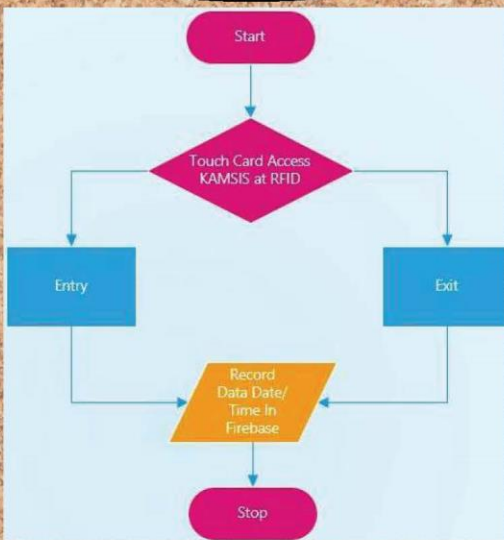 Start
Touch Card Access
KAMSIS at RFID
Entry
Exit
Record
Data Date/
Time In
Firebase
Stop